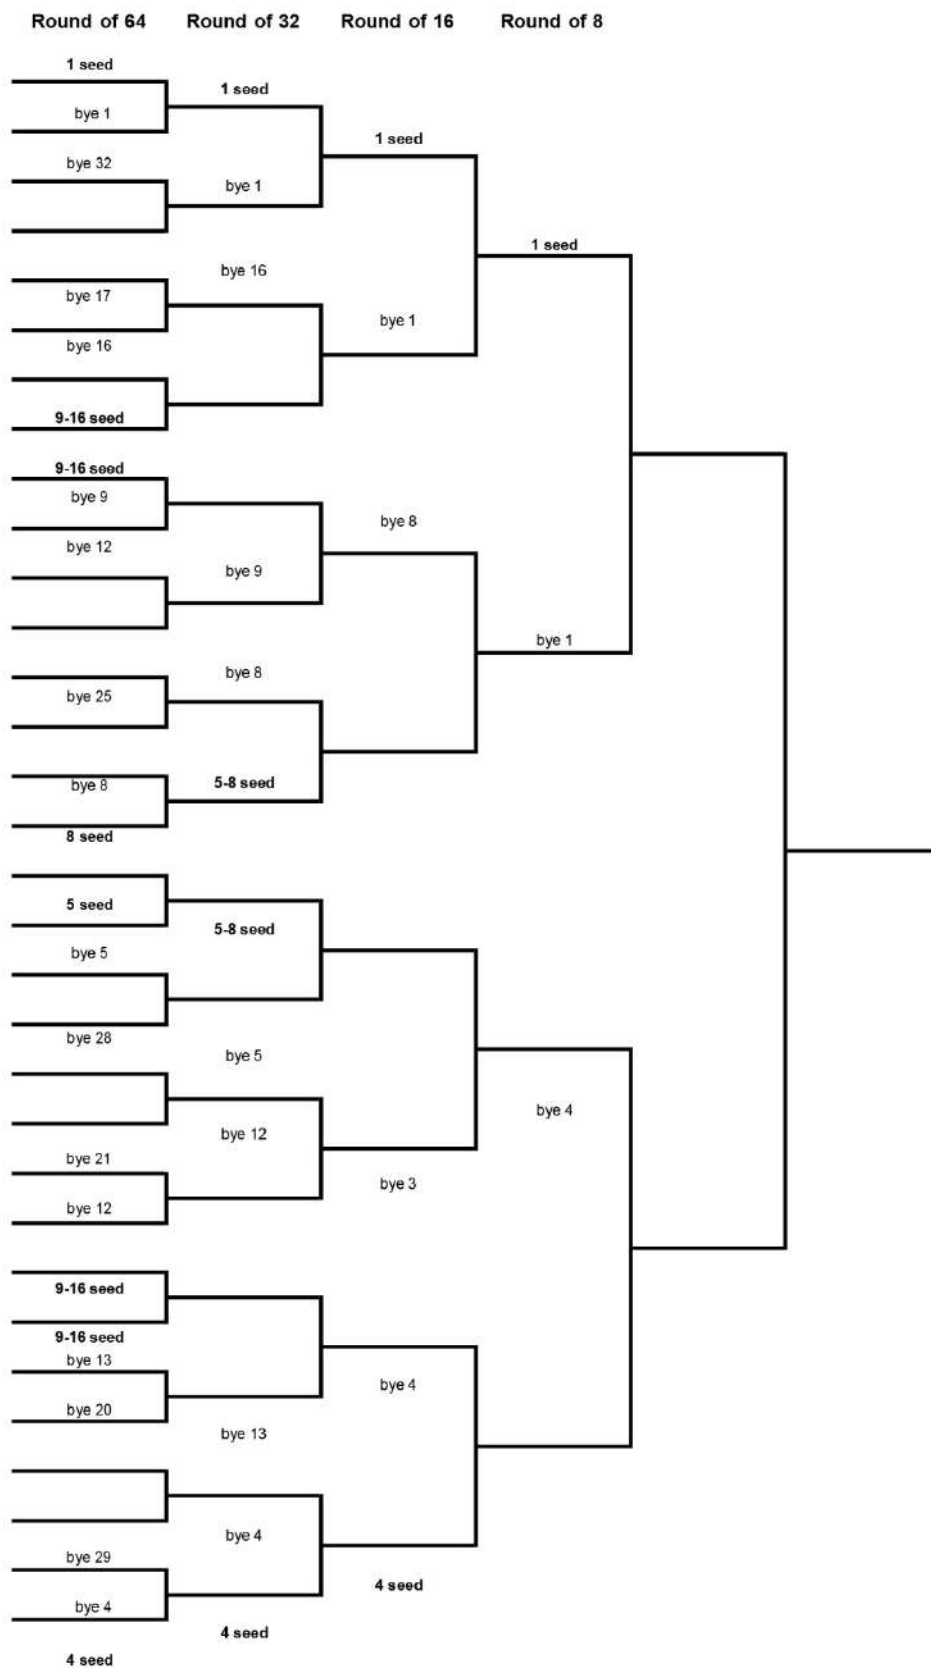 Round of 64 Round of 32 Round of 16 Round of 8
1 seed
1 seed
bye 1
1 seed
bye 32
bye 1
1 seed
bye 16
bye 17
bye 1
bye 16
9-16 seed
9-16 seed
bye 9
bye 8
bye 12
bye 9
bye 1
bye 8
bye 25
5-8 seed
bye 8
8 seed
5 seed
5-8 seed
bye 5
bye 28
bye 5
bye 4
bye 12
bye 21
bye 3
bye 12
9-16 seed
9-16 seed
bye 13
bye 4
bye 20
bye 13
bye 4
bye 29
4 seed
bye 4
4 seed
4 seed